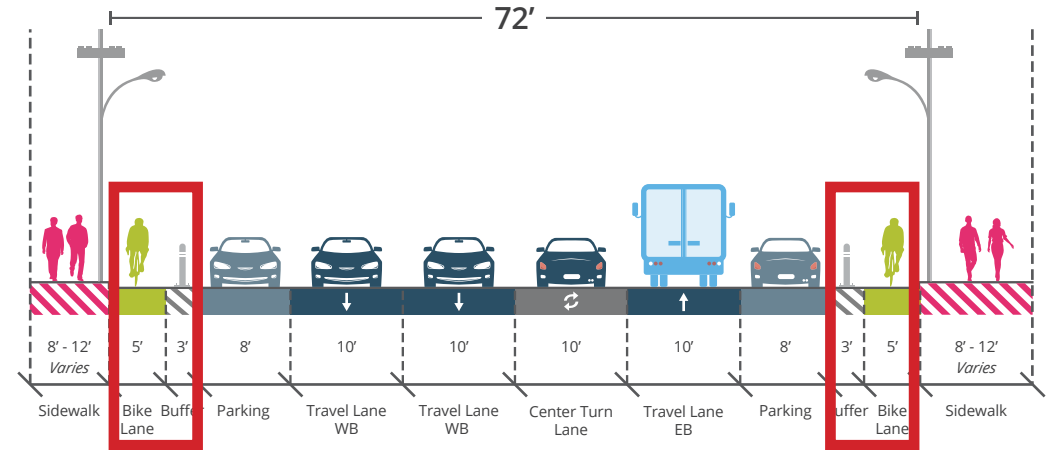 72’
8’ - 12’ 5’ 3’ 8’ 10’ 10’ 10’ 10’ 8’ 3’ 5’ 8’ - 12’
Varies Varies
Sidewalk Bike Buffer Parking Travel Lane Travel Lane Center Turn Travel Lane Parking uffer Bike Sidewalk
Lane WB WB Lane EB Lane